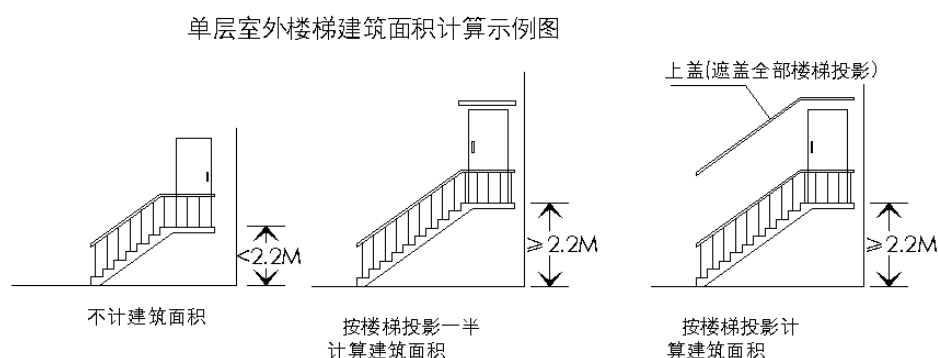 单层室外楼梯建筑面积计算示例图
上盖(遮盖全部楼梯投影)
<2.2M
≥2.2M
≥2.2M
不计建筑面积
按楼梯投影一半
计算建筑面积
按楼梯投影计
算建筑面积